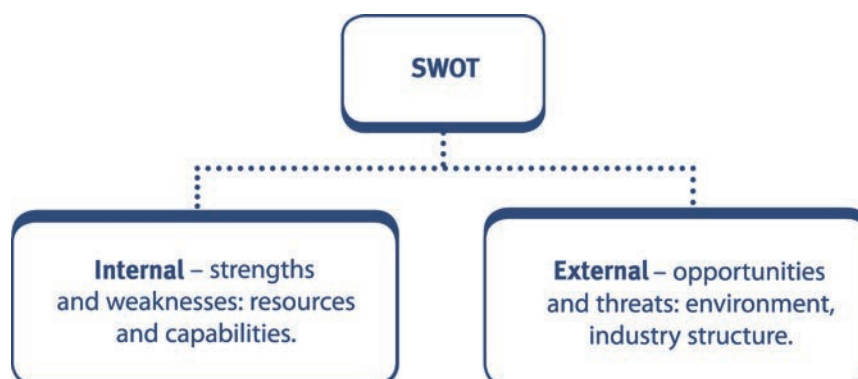 SWOT
Internal – strengths
and weaknesses: resources
and capabilities.
External – opportunities
and threats: environment,
industry structure.